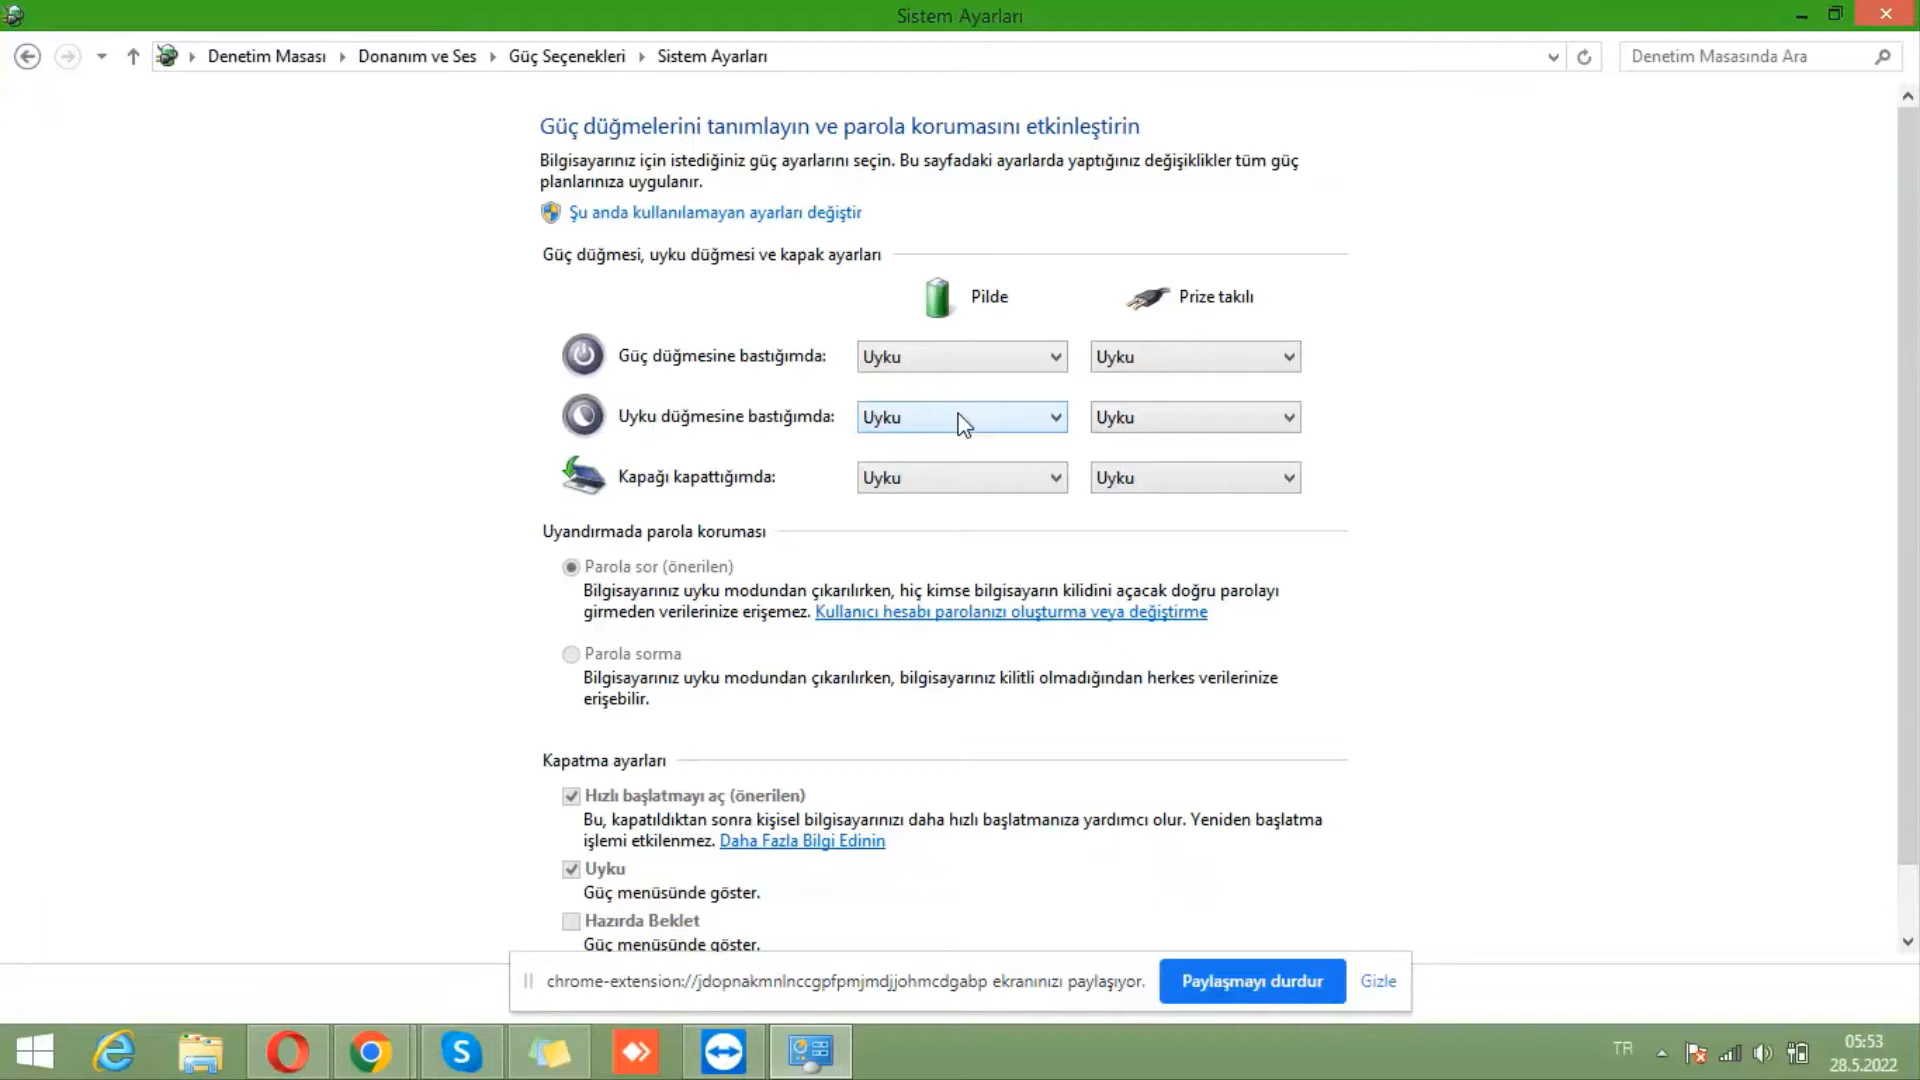 Sistem Ayarları
Denetim Masası
Donanım ve Ses
Güç Seçenekleri
Sistem Ayarları
Denetim Masasında Ara
Güç düğmelerini tanımlayın ve parola korumasını etkinleştirin
Bilgisayarınız için istediğiniz güç ayarlarını seçin. Bu sayfadaki ayarlarda yaptığınız değişiklikler tüm güç
planlarınıza uygulanır.
Şu anda kullanılamayan ayarları değiştir
Güç düğmesi, uyku düğmesi ve kapak ayarları
Pilde
Prize takılı
Güç düğmesine bastığımda:
Uyku
Uyku
Uyku düğmesine bastığımda:
Uyku
Uyku
Kapağı kapattığımda:
Uyku
Uyku
Uyandırmada parola koruması
Parola sor (önerilen)
Bilgisayarınız uyku modundan çıkarılırken, hiç kimse bilgisayarın kilidini açacak doğru parolayı
girmeden verilerinize erişemez. Kullanıcı hesabı parolanızı oluşturma veya değiştirme
Parola sorma
Bilgisayarınız uyku modundan çıkarılırken, bilgisayarınız kilitli olmadığından herkes verilerinize
erişebilir.
Kapatma ayarları
Hızlı başlatmayı aç (önerilen)
Bu, kapatıldıktan sonra kişisel bilgisayarınızı daha hızlı başlatmanıza yardımcı olur. Yeniden başlatma
işlemi etkilenmez. Daha Fazla Bilgi Edinin
Uyku
Güç menüsünde göster.
Hazırda Beklet
Güç menüsünde göster.
chrome-extension://jdopnakmnlnccgpfpmjmdjjohmcdgabp ekranınızı paylaşıyor.
Paylaşmayı durdur
Gizle
TR
05:53
28.5.2022